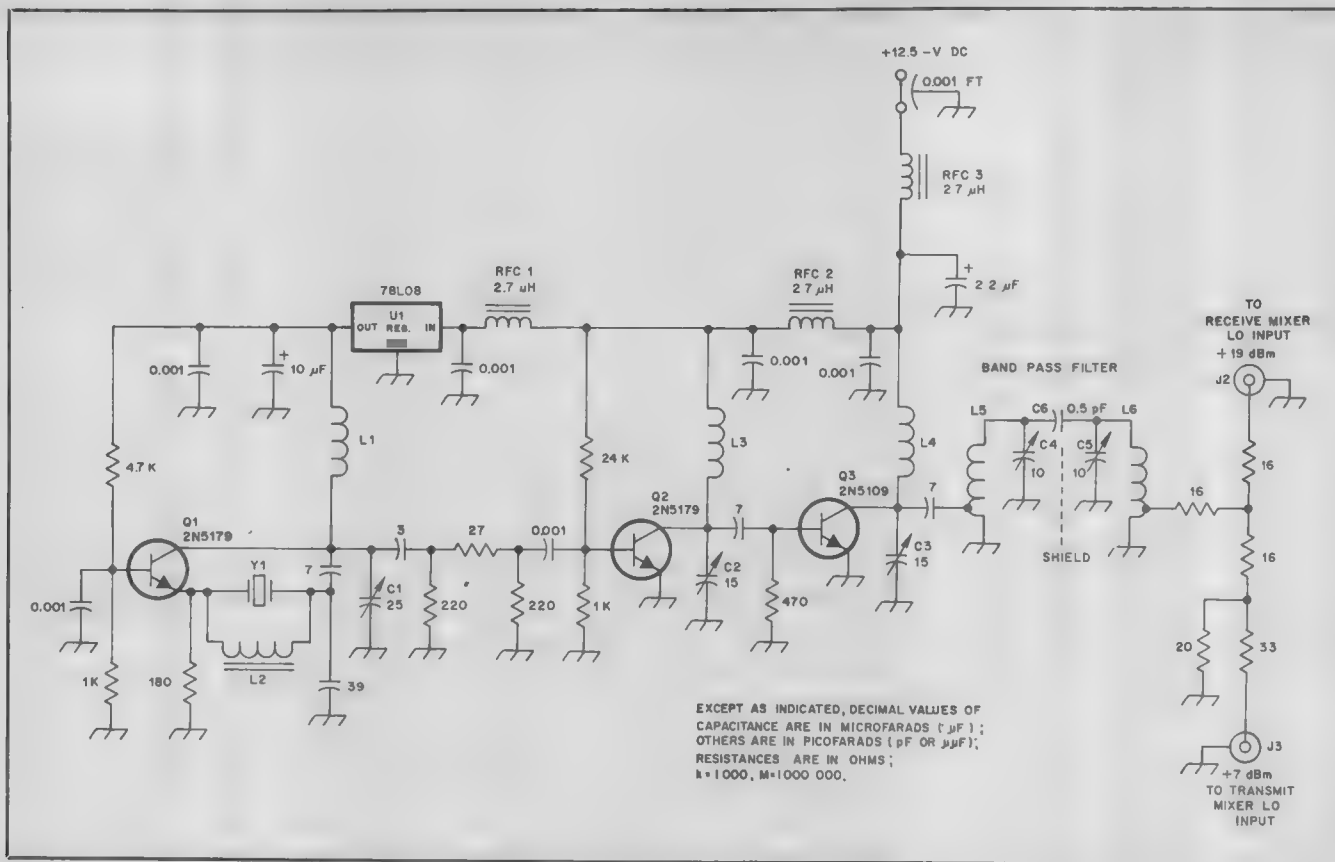 +12.5 -V DC
0.001 FT
RFC 3
27 µH
RFC 1
2.7 uH
RFC 2
27 µH
+
2.2 µF
78L08
U1
OUT REG. IN
0.001
+
10 µF
0.001
0.001
0.001
L1
L3
L4
4.7 K
24 K
BAND PASS FILTER
L5
C6
0.5 pF
L6
C4
10
C5
10
SHIELD
TO
RECEIVE MIXER
LO INPUT
+ 19 dBm
J2
16
16
16
20
33
J3
+7 dBm
TO TRANSMIT
MIXER LO
INPUT
Q1
2N5179
Q2
2N5179
Q3
2N5109
0.001
1K
180
Y1
L2
7
39
C1
25
3
220
27
220
0.001
1K
C2
15
7
470
C3
15
7
EXCEPT AS INDICATED, DECIMAL VALUES OF
CAPACITANCE ARE IN MICROFARADS ( µF ) ;
OTHERS ARE IN PICOFARADS ( pF OR µµF);
RESISTANCES ARE IN OHMS ;
k=1000, M=1000 000.